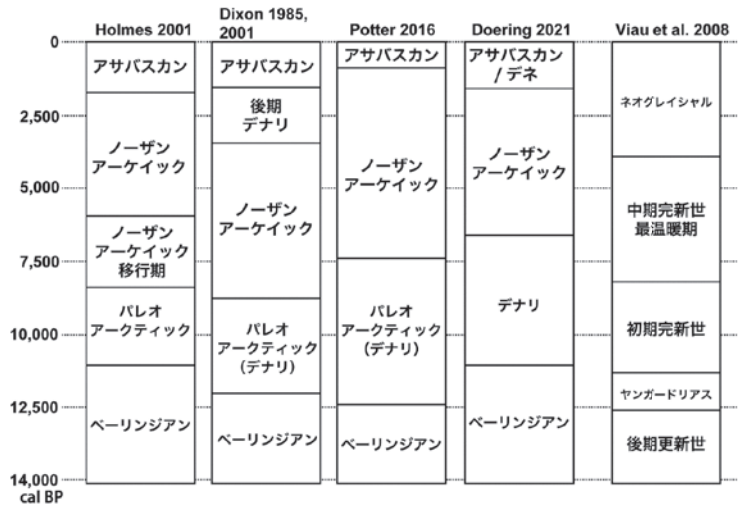 Holmes 2001
Dixon 1985,
2001
Potter 2016
Doering 2021
Viau et al. 2008
0
2,500
5,000
7,500
10,000
12,500
14,000
cal BP
アサバスカン
ノーザン
アーケイック
ノーザン
アーケイック
移行期
パレオ
アークティック
ベーリンジアン
アサバスカン
後期
デナリ
ノーザン
アーケイック
パレオ
アークティック
(デナリ)
ベーリンジアン
アサバスカン
ノーザン
アーケイック
パレオ
アークティック
(デナリ)
ベーリンジアン
アサバスカン
/ デネ
ノーザン
アーケイック
デナリ
ベーリンジアン
ネオグレイシャル
中期完新世
最温暖期
初期完新世
ヤンガードリアス
後期更新世